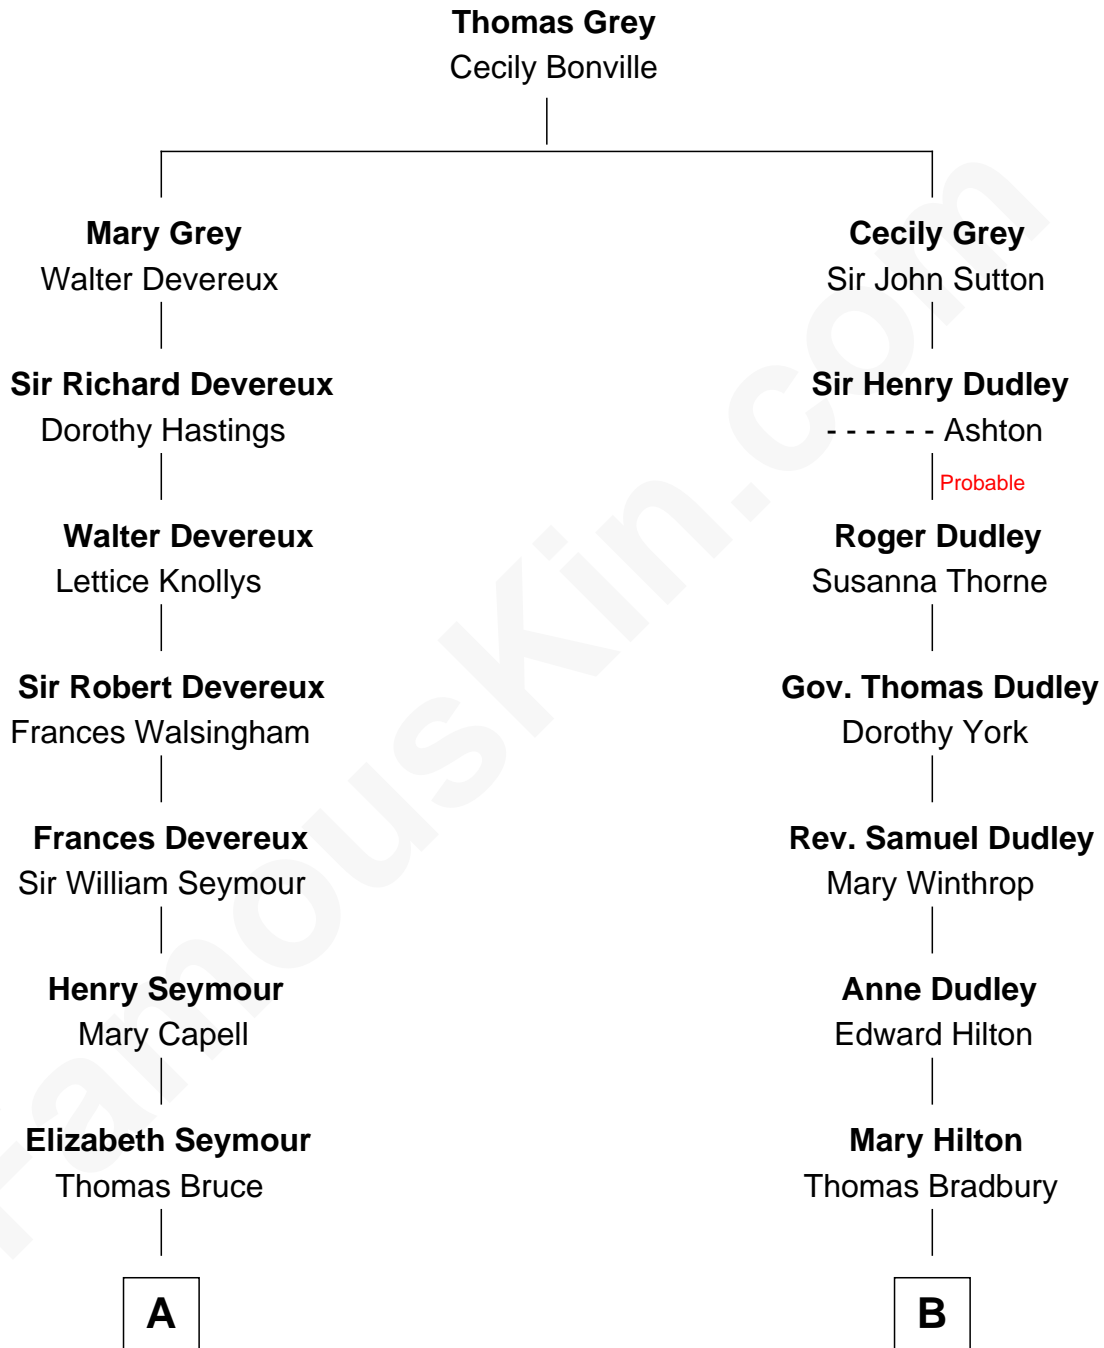 Thomas Grey
Cecily Bonville
Mary Grey
Walter Devereux
Cecily Grey
Sir John Sutton
Sir Richard Devereux
Dorothy Hastings
Sir Henry Dudley
- - - - - - Ashton
Probable
Walter Devereux
Lettice Knollys
Roger Dudley
Susanna Thorne
Sir Robert Devereux
Frances Walsingham
Gov. Thomas Dudley
Dorothy York
Frances Devereux
Sir William Seymour
Rev. Samuel Dudley
Mary Winthrop
Henry Seymour
Mary Capell
Anne Dudley
Edward Hilton
Elizabeth Seymour
Thomas Bruce
Mary Hilton
Thomas Bradbury
A
B
FamousKin.com